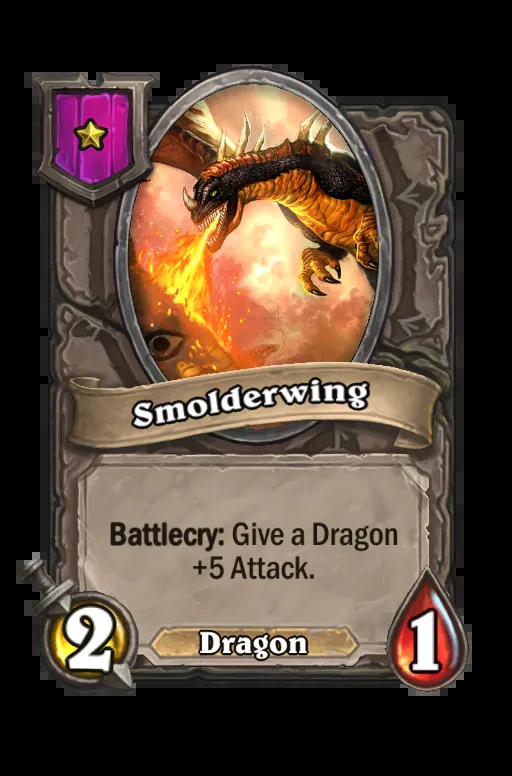 Smolderwing
Battlecry: Give a Dragon
+5 Attack.
2
Dragon
1